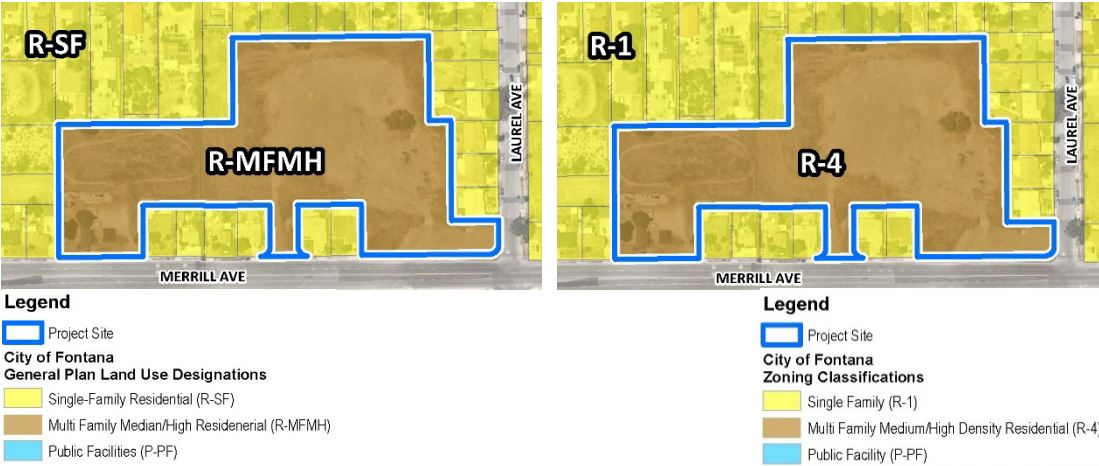 R-SF
LAUREL AVE
R-MFMH
MERRILL AVE
Legend
Project Site
City of Fontana
General Plan Land Use Designations
Single-Family Residential (R-SF)
Multi Family Median/High Residenerial (R-MFMH)
Public Facilities (P-PF)
R-1
LAUREL AVE
R-4
MERRILL AVE
Legend
Project Site
City of Fontana
Zoning Classifications
Single Family (R-1)
Multi Family Medium/High Density Residential (R-4)
Public Facility (P-PF)